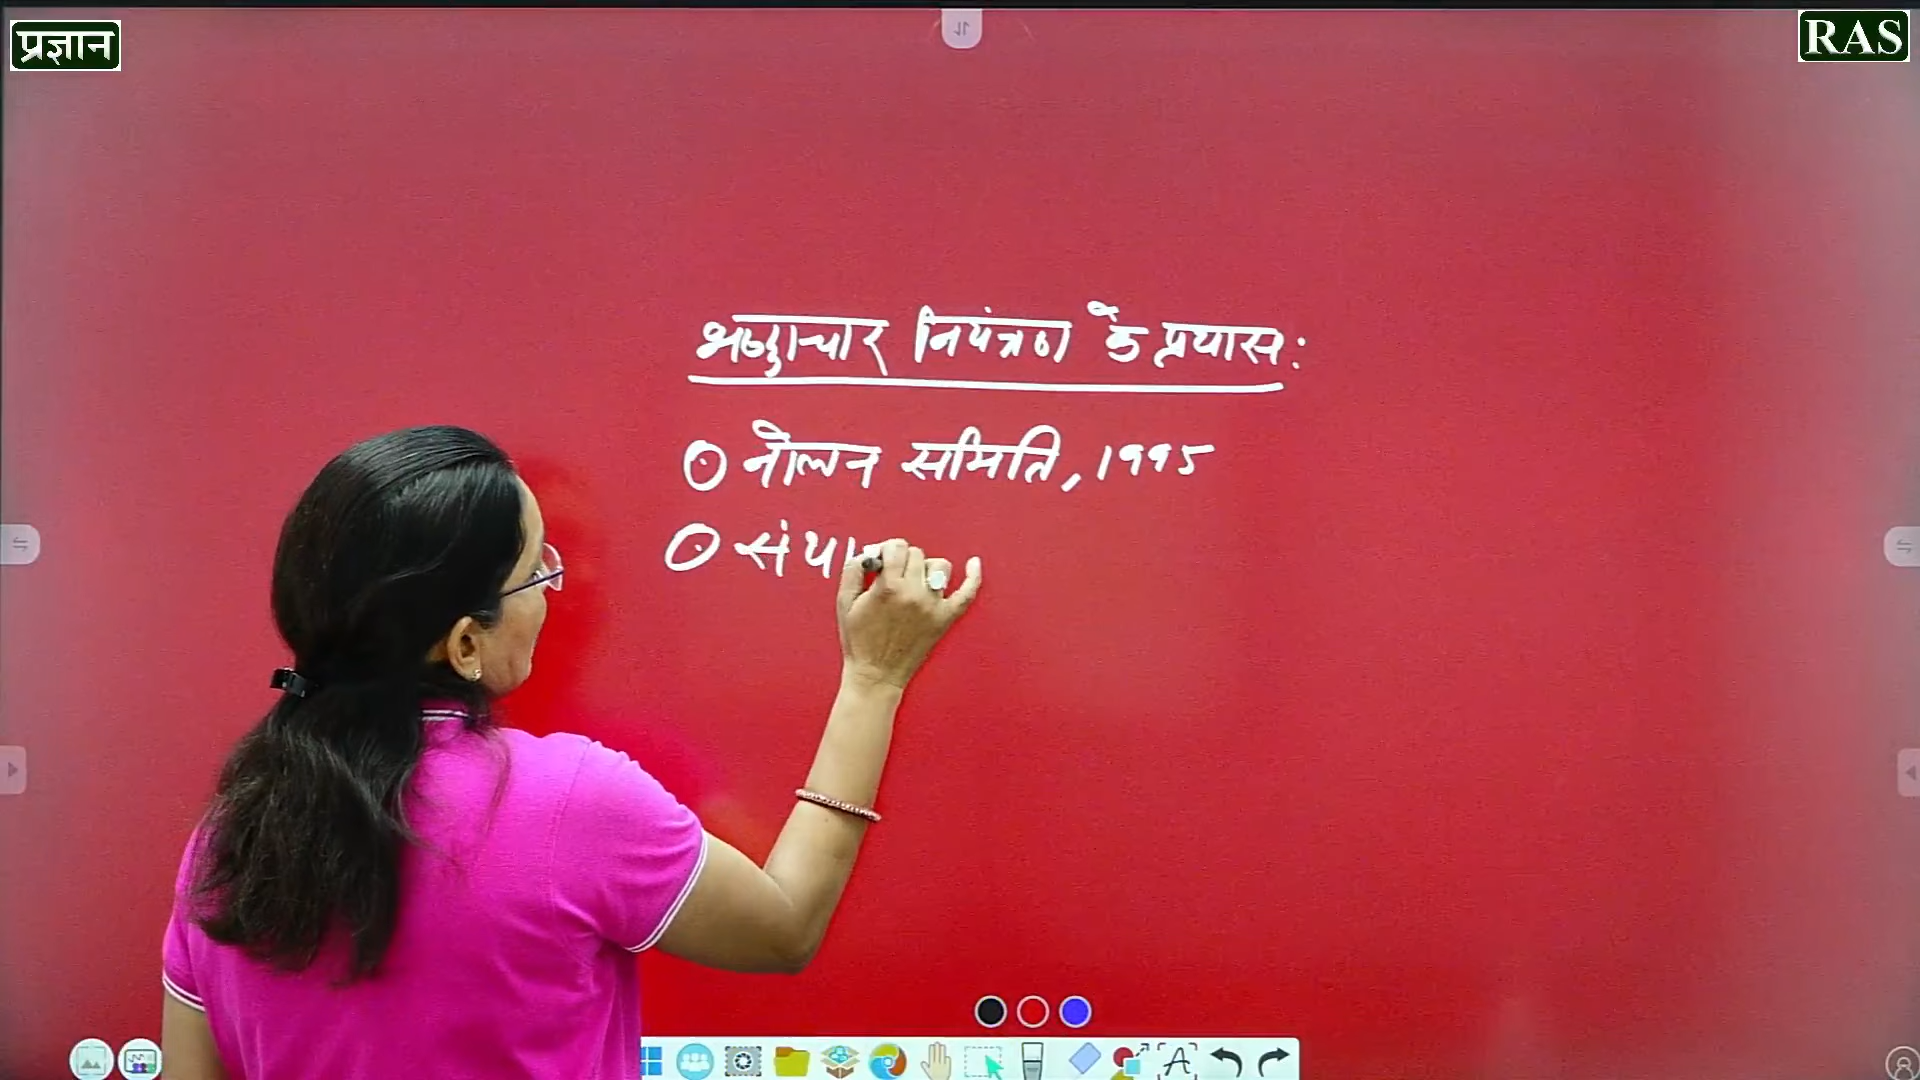 प्रज्ञान
RAS
भ्रष्टाचार नियंत्रण के प्रयास:
नोलन समिति, 1995